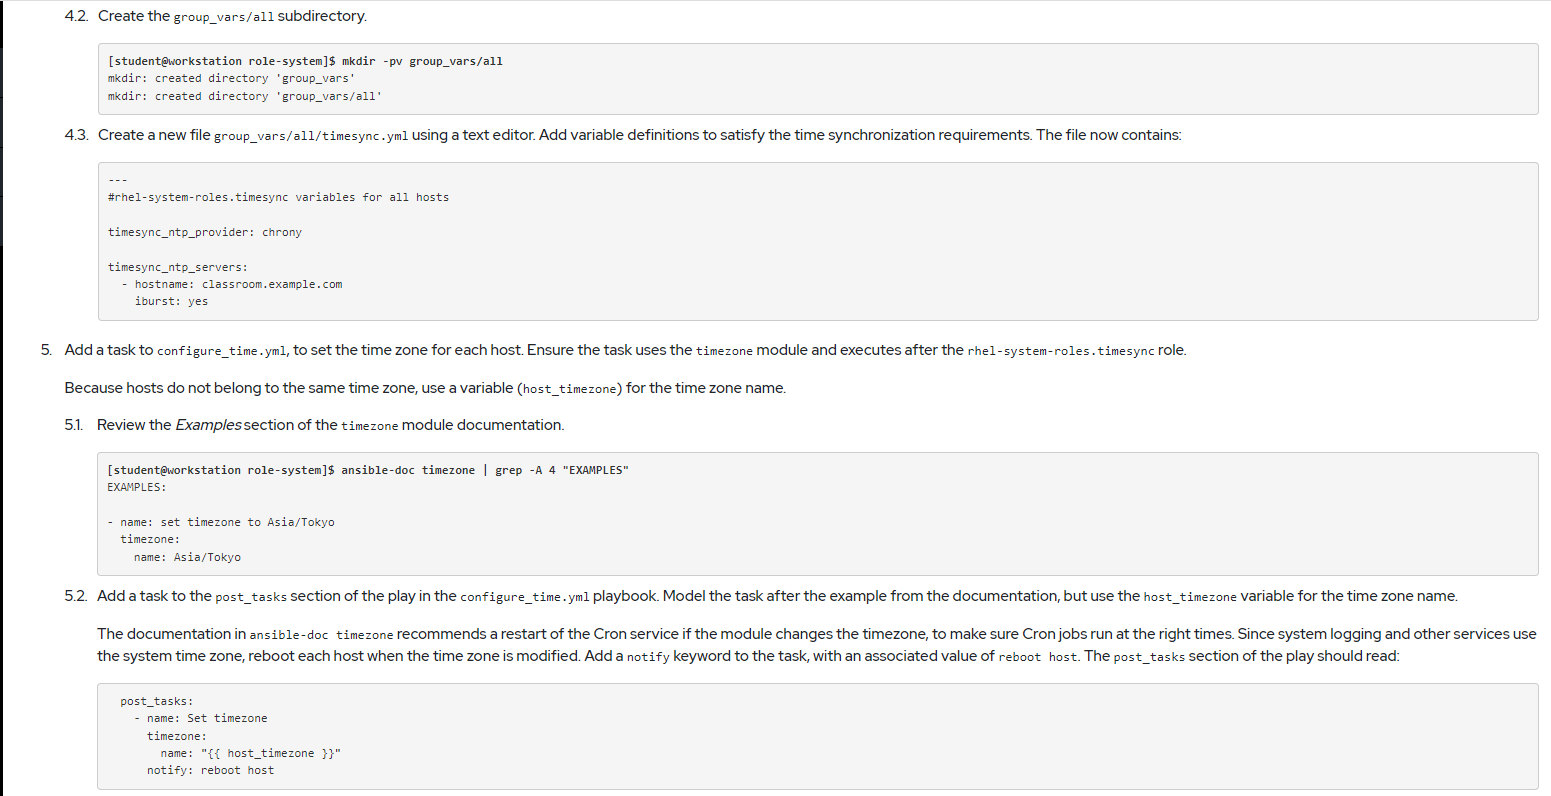 4.2. Create the group_vars/all subdirectory.
[student@workstation role-system]$ mkdir -pv group_vars/all
mkdir: created directory 'group_vars'
mkdir: created directory 'group_vars/all'
4.3. Create a new file group_vars/all/timesync.yml using a text editor. Add variable definitions to satisfy the time synchronization requirements. The file now contains:
---
#rhel-system-roles.timesync variables for all hosts
timesync_ntp_provider: chrony
timesync_ntp_servers:
  - hostname: classroom.example.com
    iburst: yes
5. Add a task to configure_time.yml, to set the time zone for each host. Ensure the task uses the timezone module and executes after the rhel-system-roles.timesync role.
Because hosts do not belong to the same time zone, use a variable (host_timezone) for the time zone name.
5.1. Review the Examples section of the timezone module documentation.
[student@workstation role-system]$ ansible-doc timezone | grep -A 4 "EXAMPLES"
EXAMPLES:
- name: set timezone to Asia/Tokyo
  timezone:
    name: Asia/Tokyo
5.2. Add a task to the post_tasks section of the play in the configure_time.yml playbook. Model the task after the example from the documentation, but use the host_timezone variable for the time zone name.
The documentation in ansible-doc timezone recommends a restart of the Cron service if the module changes the timezone, to make sure Cron jobs run at the right times. Since system logging and other services use
the system time zone, reboot each host when the time zone is modified. Add a notify keyword to the task, with an associated value of reboot host. The post_tasks section of the play should read:
  post_tasks:
    - name: Set timezone
      timezone:
        name: "{{ host_timezone }}"
      notify: reboot host